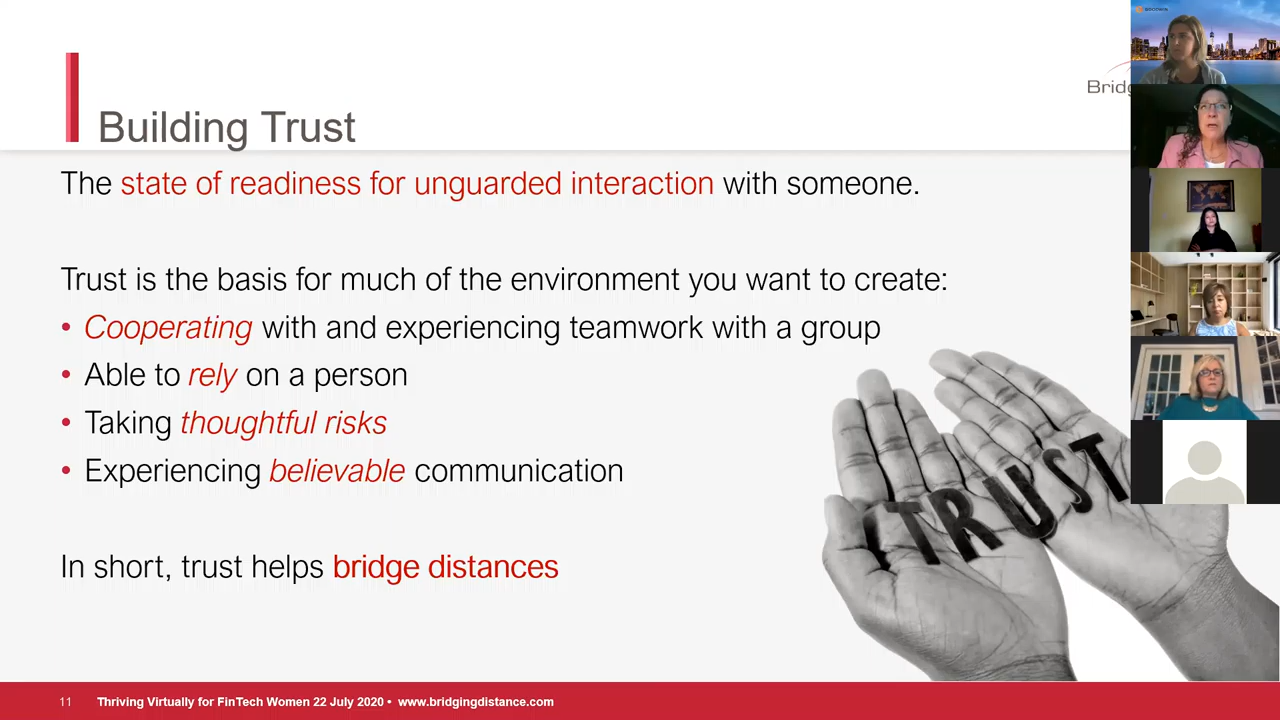 Building Trust
Bridg
The state of readiness for unguarded interaction with someone.
Trust is the basis for much of the environment you want to create:
• Cooperating with and experiencing teamwork with a group
• Able to rely on a person
• Taking thoughtful risks
• Experiencing believable communication
In short, trust helps bridge distances
TRUST
11 Thriving Virtually for FinTech Women 22 July 2020 • www.bridgingdistance.com